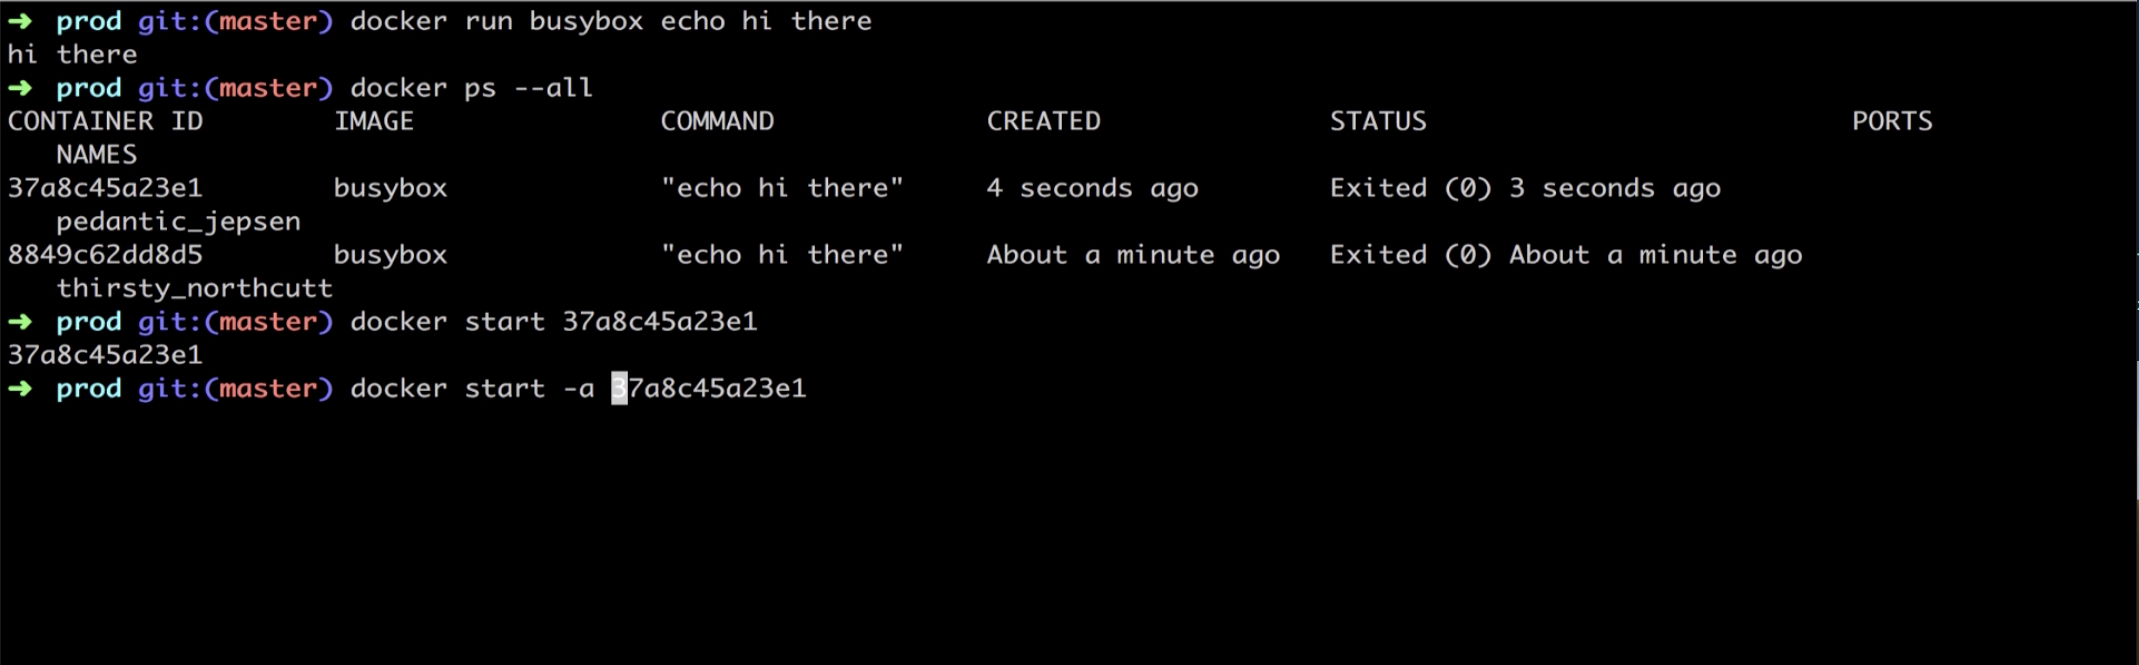 ➜ prod git:(master) docker run busybox echo hi there
hi there
➜ prod git:(master) docker ps --all
CONTAINER ID IMAGE COMMAND CREATED STATUS PORTS
NAMES
37a8c45a23e1 busybox "echo hi there" 4 seconds ago Exited (0) 3 seconds ago
pedantic_jepsen
8849c62dd8d5 busybox "echo hi there" About a minute ago Exited (0) About a minute ago
thirsty_northcutt
➜ prod git:(master) docker start 37a8c45a23e1
37a8c45a23e1
➜ prod git:(master) docker start -a 37a8c45a23e1